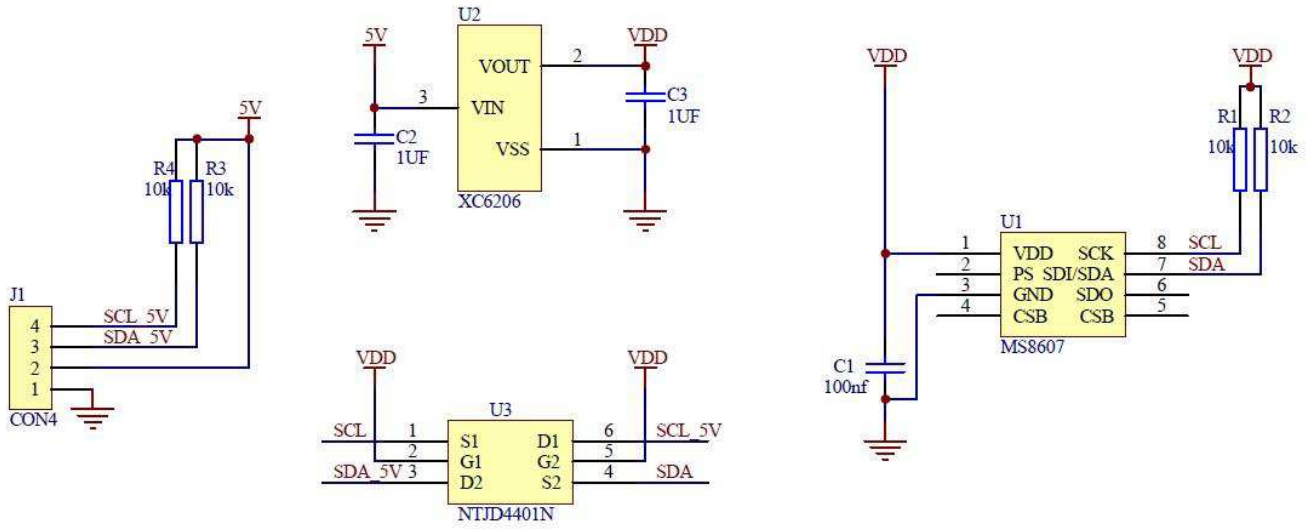 5V
R4 R3
10k 10k
J1
4 SCL_5V
3 SDA_5V
2
1
CON4
U2
5V VDD
VOUT 2
3 VIN
VSS 1
C2
1UF
C3
1UF
XC6206
VDD VDD
U3
SCL 1 S1 D1 6 SCL_5V
2 G1 G2 5
SDA_5V 3 D2 S2 4 SDA
NTJD4401N
VDD VDD
R1 R2
10k 10k
U1
1 VDD SCK 8 SCL
2 PS SDI/SDA 7 SDA
3 GND SDO 6
4 CSB CSB 5
MS8607
C1
100nf